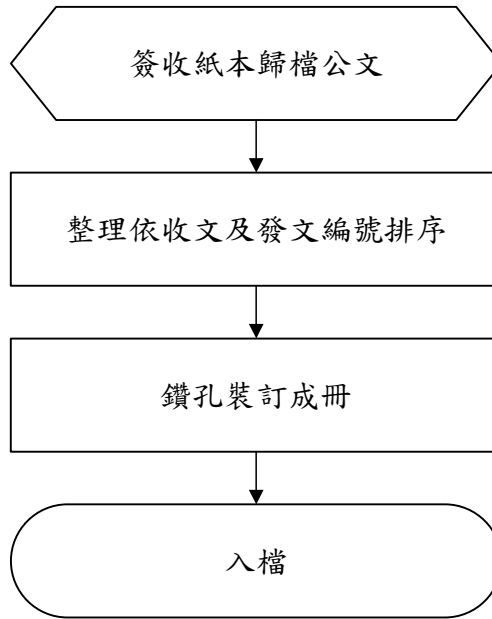 簽收紙本歸檔公文
整理依收文及發文編號排序
鑽孔裝訂成冊
入檔